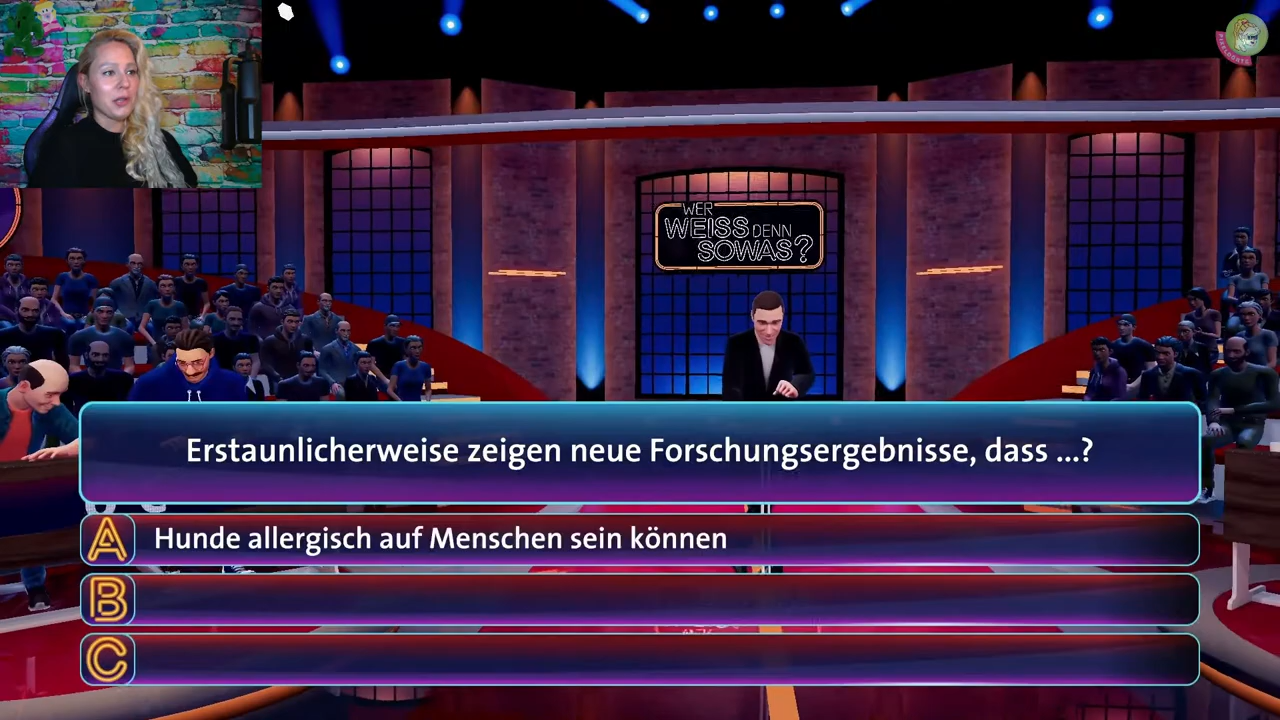 WER
WEISS DENN
SOWAS?
Erstaunlicherweise zeigen neue Forschungsergebnisse, dass ...?
A Hunde allergisch auf Menschen sein können
B
C